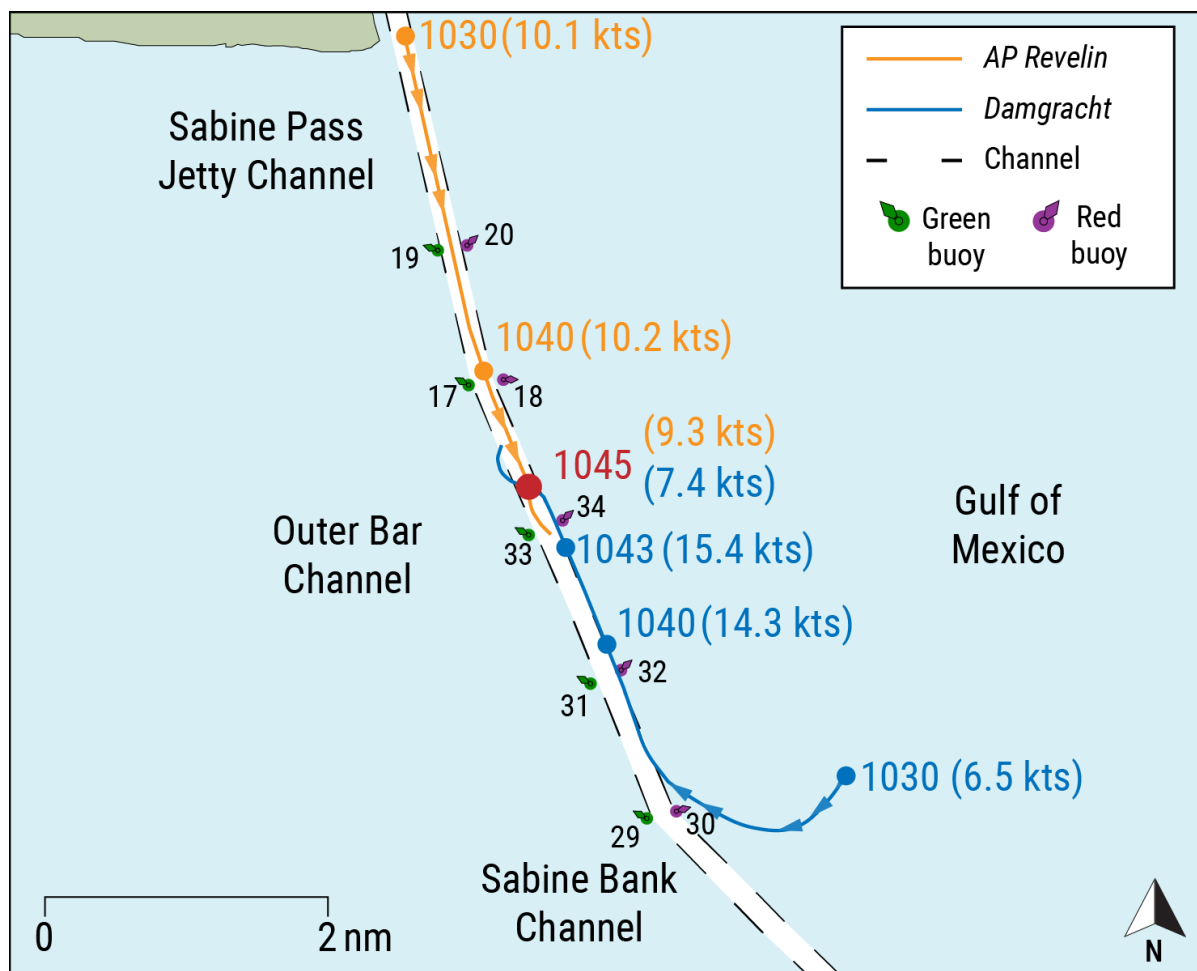 1030 (10.1 kts)
AP Revelin
Damgracht
Channel
Green
buoy
Red
buoy
Sabine Pass
Jetty Channel
19
20
1040 (10.2 kts)
17
18
(9.3 kts)
1045
(7.4 kts)
34
Gulf of
Mexico
Outer Bar
Channel
33
1043 (15.4 kts)
1040 (14.3 kts)
32
31
1030 (6.5 kts)
29
30
Sabine Bank
Channel
0
2 nm
N